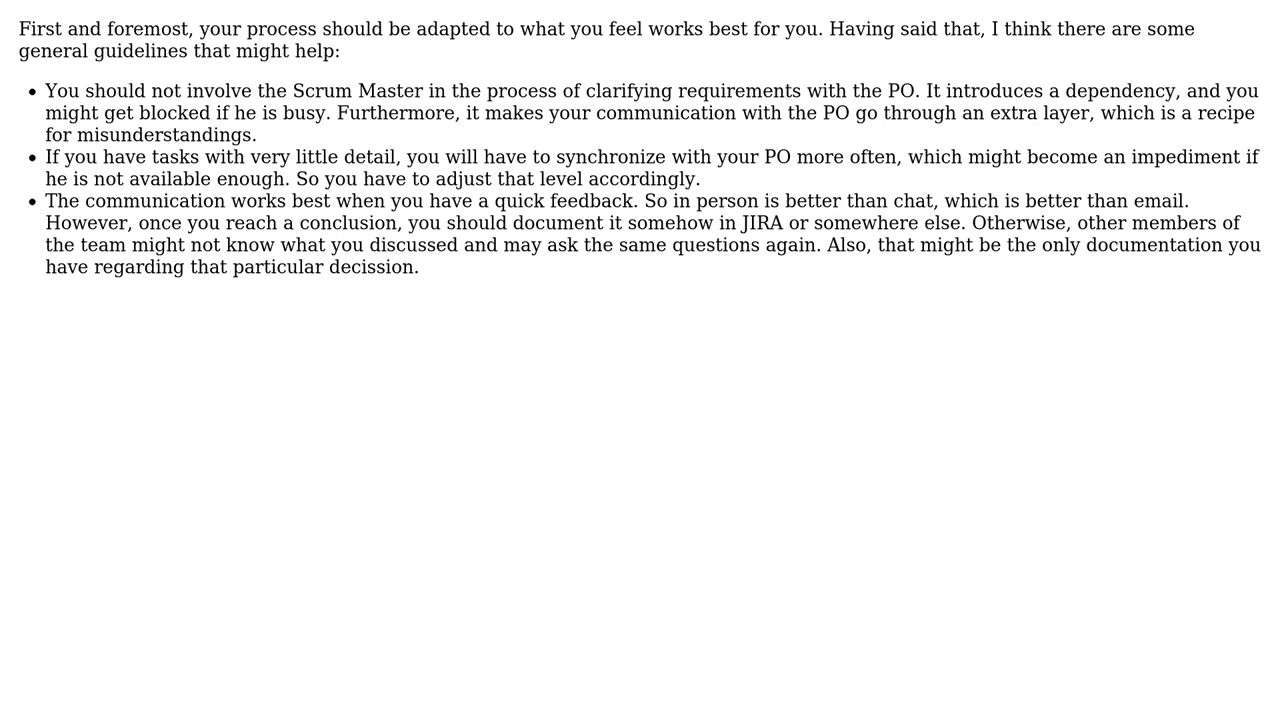 First and foremost, your process should be adapted to what you feel works best for you. Having said that, I think there are some
general guidelines that might help:
• You should not involve the Scrum Master in the process of clarifying requirements with the PO. It introduces a dependency, and you
might get blocked if he is busy. Furthermore, it makes your communication with the PO go through an extra layer, which is a recipe
for misunderstandings.
• If you have tasks with very little detail, you will have to synchronize with your PO more often, which might become an impediment if
he is not available enough. So you have to adjust that level accordingly.
• The communication works best when you have a quick feedback. So in person is better than chat, which is better than email.
However, once you reach a conclusion, you should document it somehow in JIRA or somewhere else. Otherwise, other members of
the team might not know what you discussed and may ask the same questions again. Also, that might be the only documentation you
have regarding that particular decission.